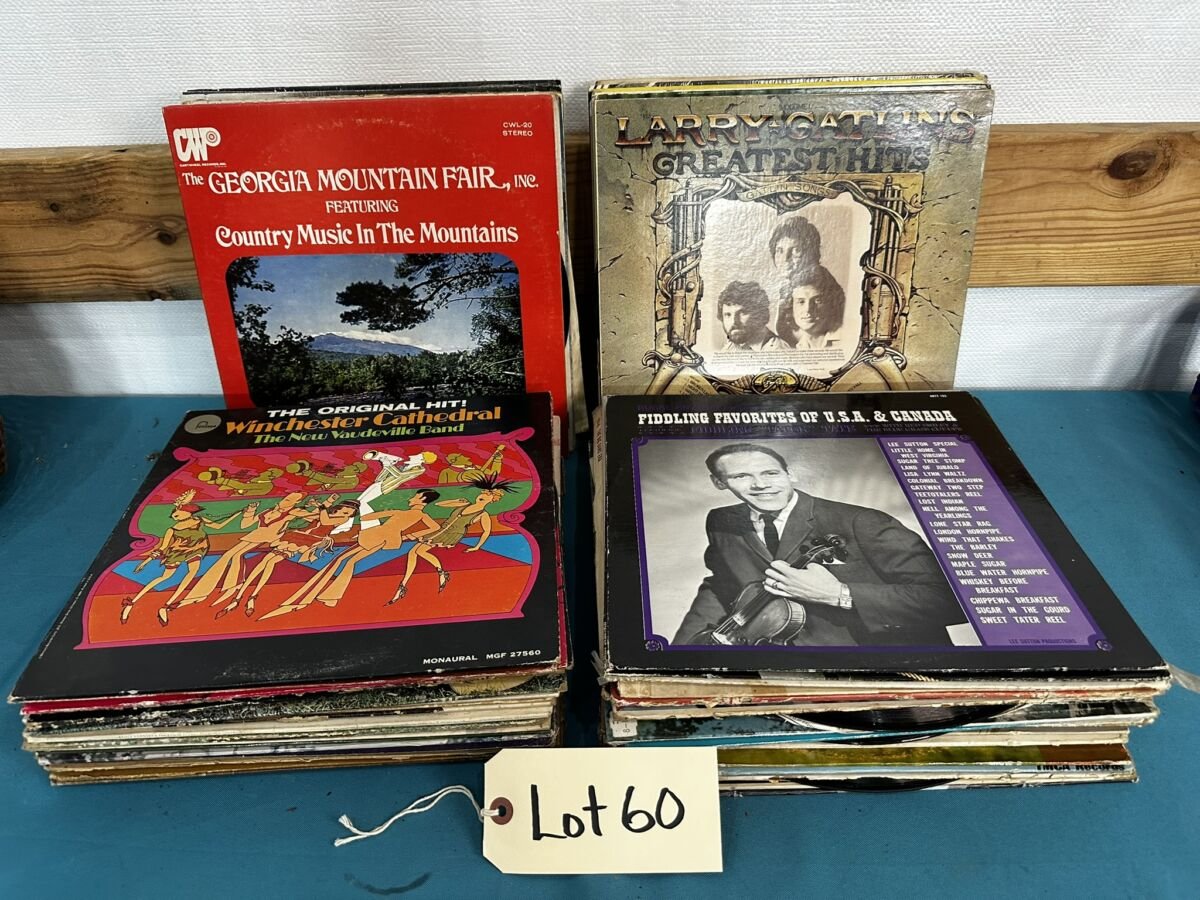 CWP
CWL-20
STEREO
The GEORGIA MOUNTAIN FAIR, INC.
FEATURING
Country Music In The Mountains
VOLUME I
LARRY GATLIN'S
GREATEST HITS
THE ORIGINAL HIT!
Winchester Cathedral
The New Vaudeville Band
MONAURAL MGF 27560
FIDDLING FAVORITES OF U.S.A. & CANADA
LEE SUTTON SPECIAL
LITTLE HOME IN
WEST VIRGINIA
SUGAR TREE STOMP
LAND OF JUBALO
LISA LYNN WALTZ
COLONIAL BREAKDOWN
GATEWAY TWO STEP
TEETOTALERS REEL
LOST INDIAN
HELL AMONG THE
YEARLINGS
LONE STAR RAG
LONDON HORNPIPE
WIND THAT SHAKES
THE BARLEY
SNOW DEER
MAPLE SUGAR
BLUE WATER HORNPIPE
WHISKEY BEFORE
BREAKFAST
CHIPPEWA BREAKFAST
SUGAR IN THE GOURD
SWEET TATER REEL
LEE SUTTON PRODUCTIONS
MCA Records
Lot 60